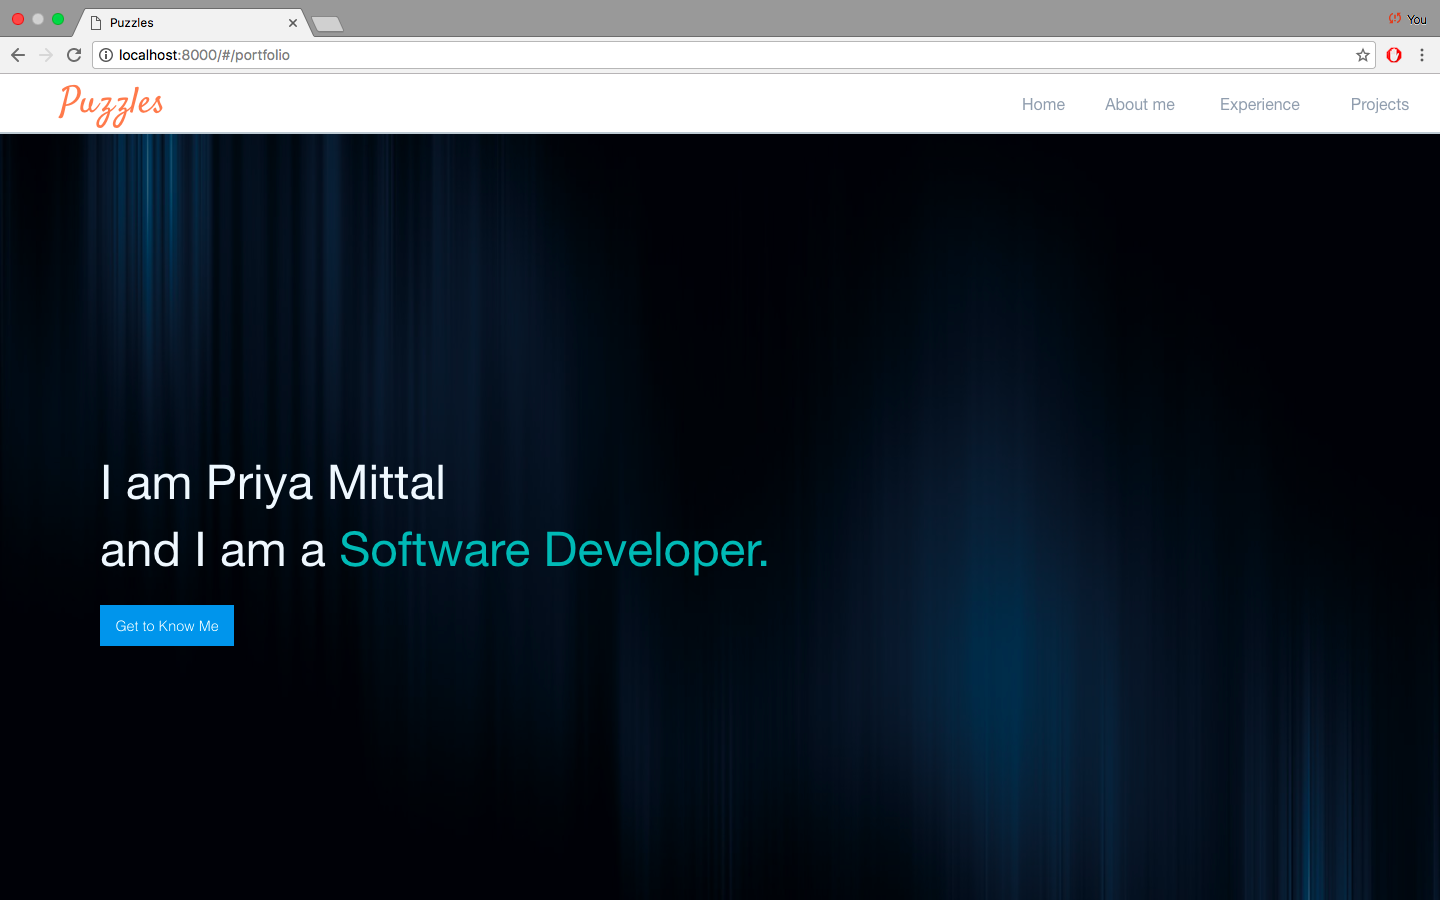 Puzzles
You
localhost:8000/#/portfolio
Puzzles
Home About me Experience Projects
I am Priya Mittal
and I am a Software Developer.
Get to Know Me